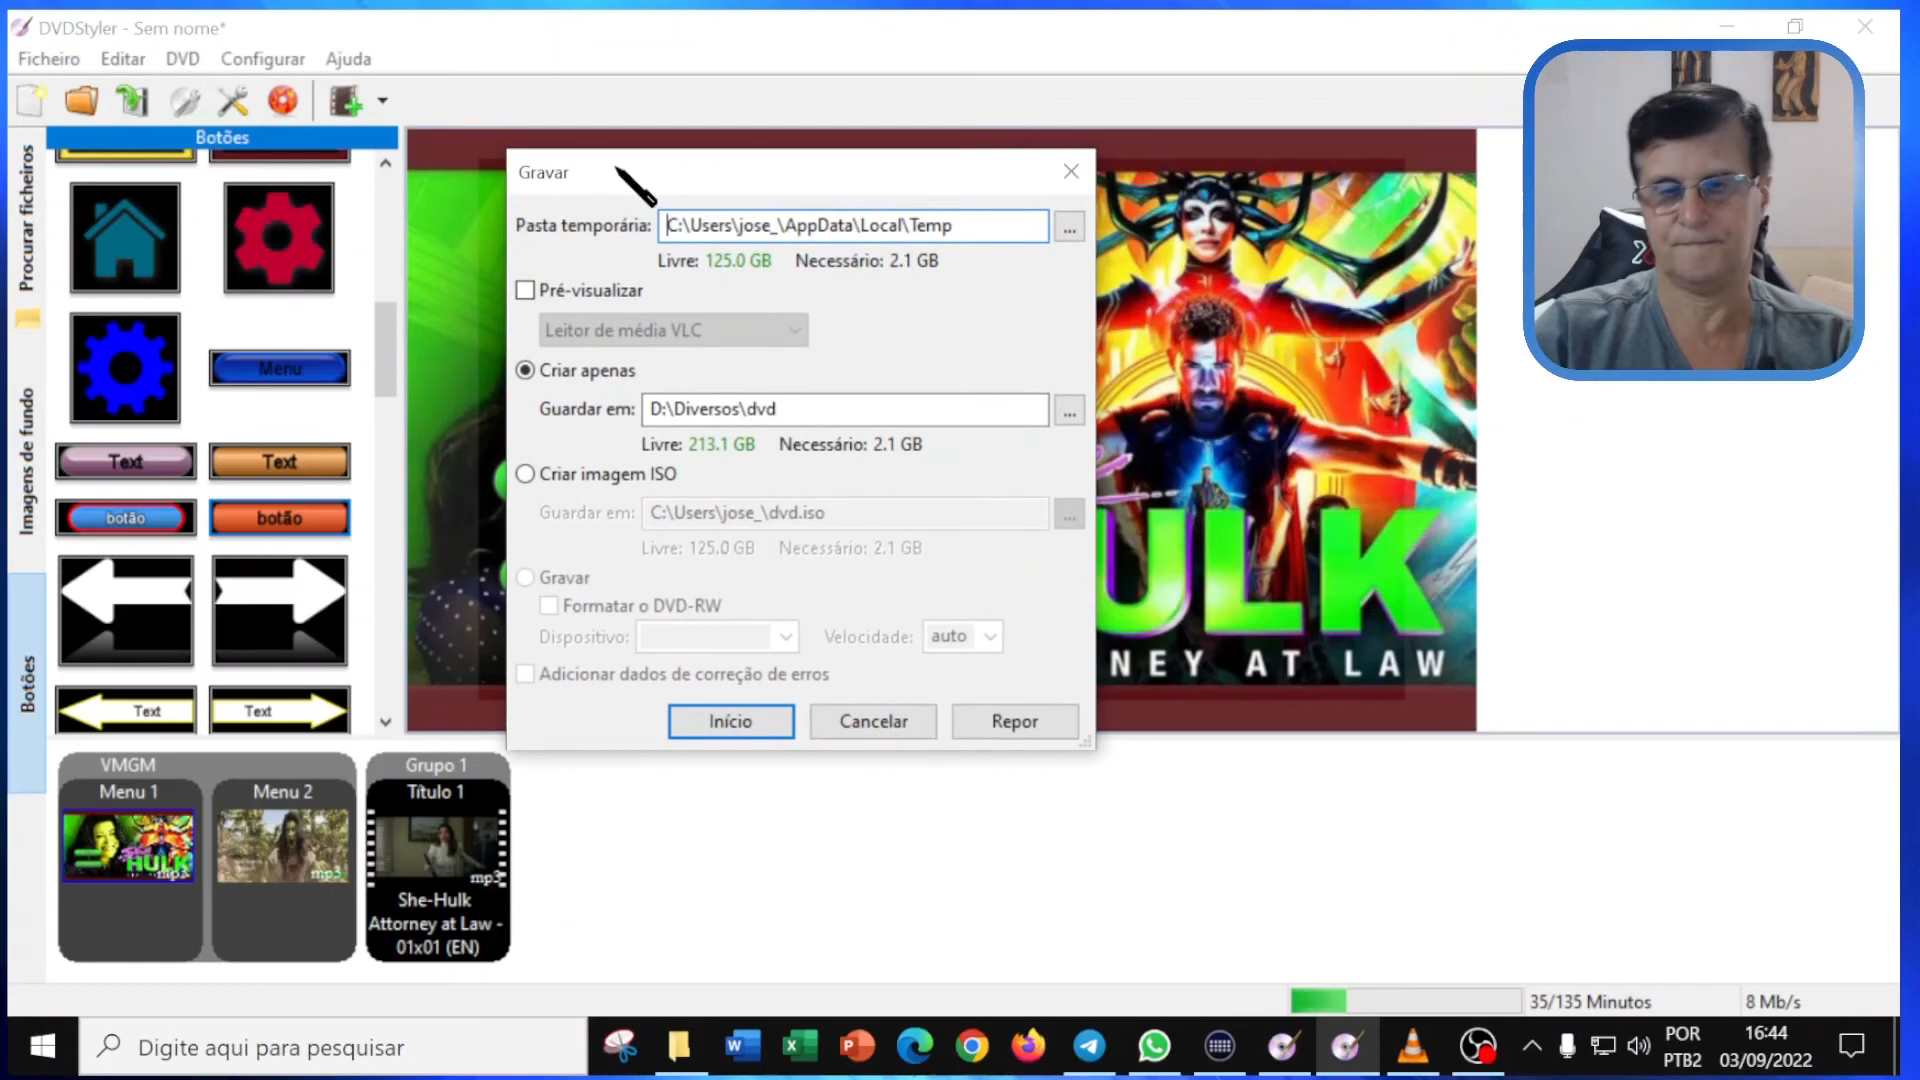 DVDStyler - Sem nome*
Ficheiro Editar DVD Configurar Ajuda
Botões
Procurar ficheiros
Imagens de fundo
Botões
Menu
Text Text
botão botão
Text Text
Gravar
Pasta temporária: C:\Users\jose_\AppData\Local\Temp ...
Livre: 125.0 GB Necessário: 2.1 GB
Pré-visualizar
Leitor de média VLC
Criar apenas
Guardar em: D:\Diversos\dvd ...
Livre: 213.1 GB Necessário: 2.1 GB
Criar imagem ISO
Guardar em: C:\Users\jose_\dvd.iso ...
Livre: 125.0 GB Necessário: 2.1 GB
Gravar
Formatar o DVD-RW
Dispositivo: Velocidade: auto
Adicionar dados de correção de erros
Início Cancelar Repor
ULK
NEY AT LAW
VMGM Grupo 1
Menu 1 Menu 2 Título 1
HULK
mp3 mp3 mp3
She-Hulk
Attorney at Law -
01x01 (EN)
35/135 Minutos 8 Mb/s
Digite aqui para pesquisar
POR 16:44
PTB2 03/09/2022